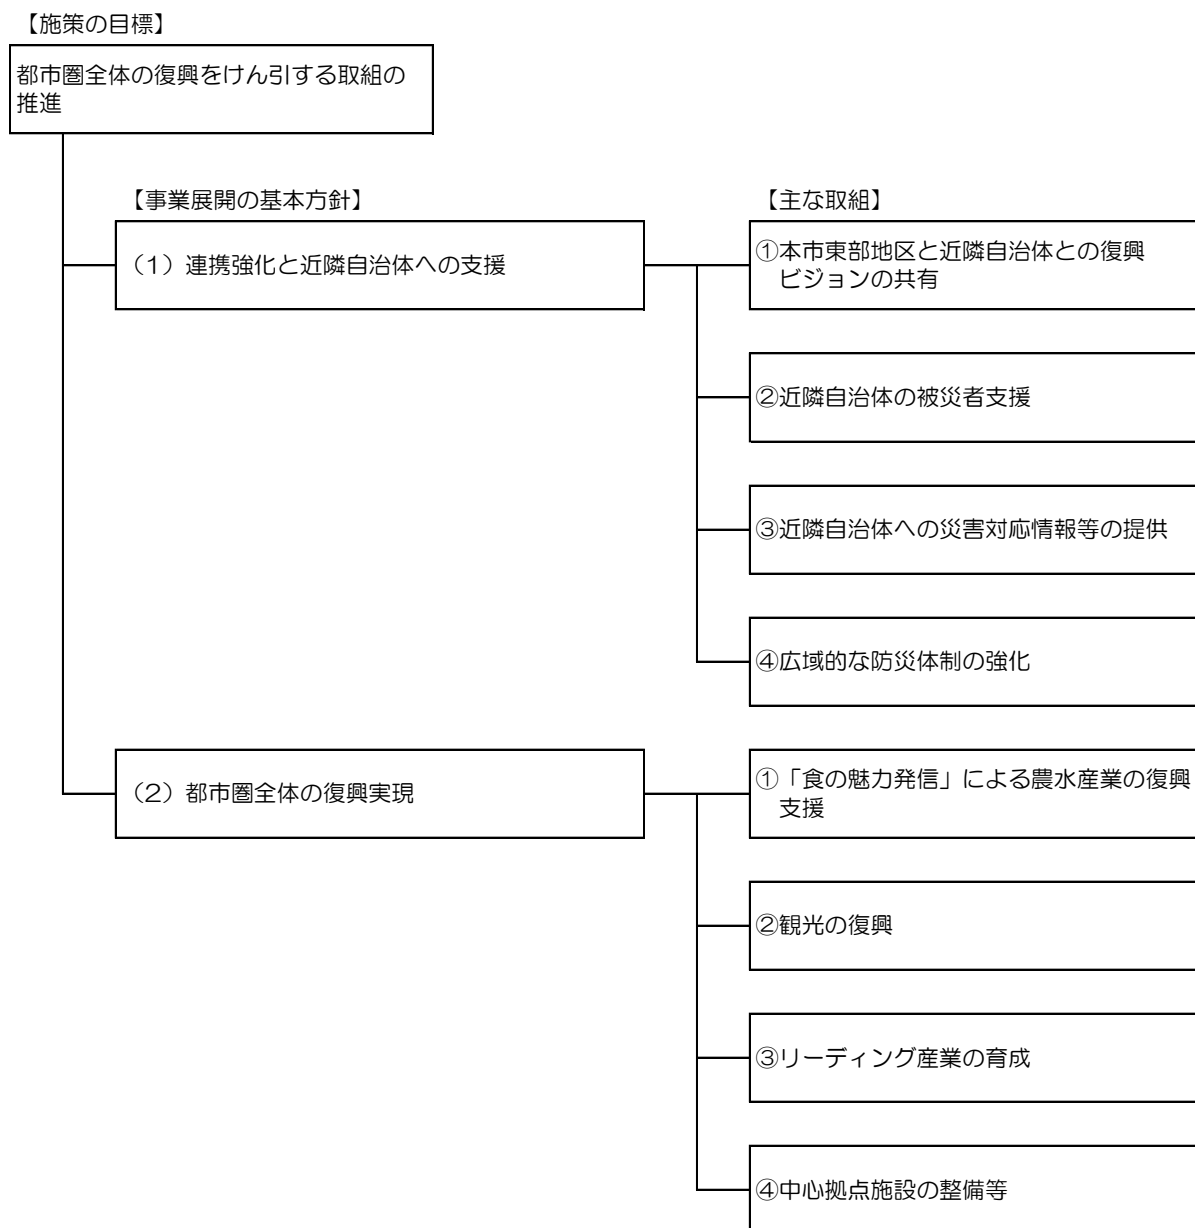 【施策の目標】
都市圏全体の復興をけん引する取組の
推進
【事業展開の基本方針】
【主な取組】
（1）連携強化と近隣自治体への支援
①本市東部地区と近隣自治体との復興
ビジョンの共有
②近隣自治体の被災者支援
③近隣自治体への災害対応情報等の提供
④広域的な防災体制の強化
（2）都市圏全体の復興実現
①「食の魅力発信」による農水産業の復興
支援
②観光の復興
③リーディング産業の育成
④中心拠点施設の整備等